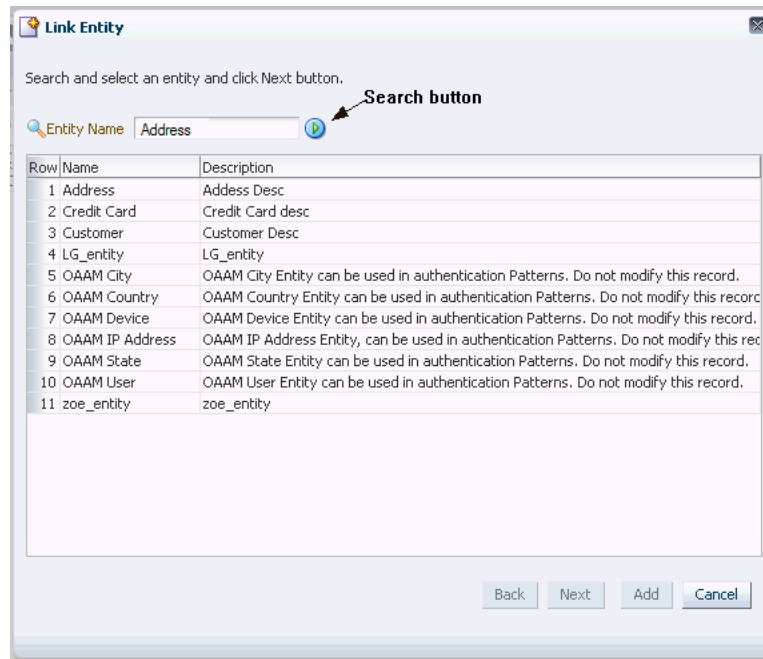 Link Entity
Search and select an entity and click Next button.
Search button
Entity Name Address
Row Name Description
1 Address Addess Desc
2 Credit Card Credit Card desc
3 Customer Customer Desc
4 LG_entity LG_entity
5 OAAM City OAAM City Entity can be used in authentication Patterns. Do not modify this record.
6 OAAM Country OAAM Country Entity can be used in authentication Patterns. Do not modify this recorc
7 OAAM Device OAAM Device Entity can be used in authentication Patterns. Do not modify this record.
8 OAAM IP Address OAAM IP Address Entity, can be used in authentication Patterns. Do not modify this rec
9 OAAM State OAAM State Entity can be used in authentication Patterns. Do not modify this record.
10 OAAM User OAAM User Entity can be used in authentication Patterns. Do not modify this record.
11 zoe_entity zoe_entity
Back Next Add Cancel